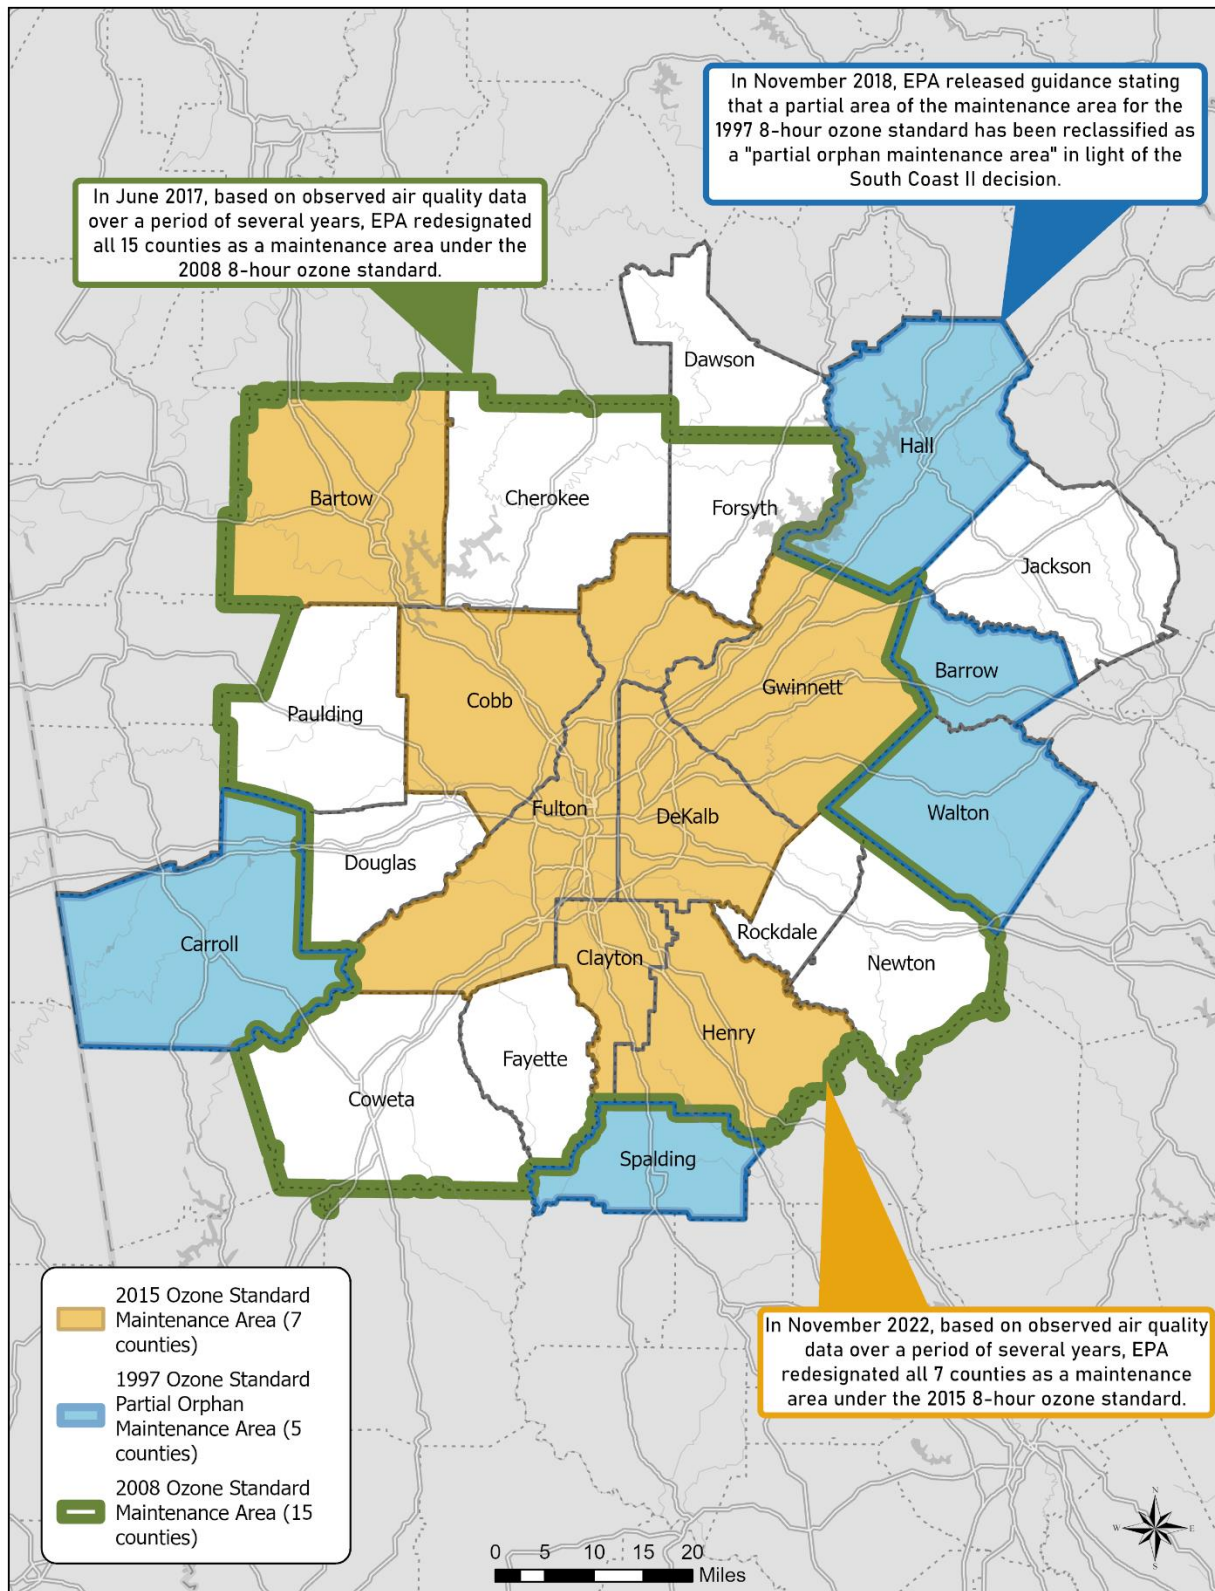 In November 2018, EPA released guidance stating
that a partial area of the maintenance area for the
1997 8-hour ozone standard has been reclassified as
a "partial orphan maintenance area" in light of the
South Coast II decision.
In June 2017, based on observed air quality data
over a period of several years, EPA redesignated
all 15 counties as a maintenance area under the
2008 8-hour ozone standard.
Dawson
Hall
Bartow
Cherokee
Forsyth
Jackson
Barrow
Gwinnett
Cobb
Paulding
Walton
Fulton
DeKalb
Douglas
Rockdale
Carroll
Clayton
Newton
Henry
Fayette
Coweta
Spalding
2015 Ozone Standard
Maintenance Area (7
counties)
1997 Ozone Standard
Partial Orphan
Maintenance Area (5
counties)
2008 Ozone Standard
Maintenance Area (15
counties)
In November 2022, based on observed air quality
data over a period of several years, EPA
redesignated all 7 counties as a maintenance
area under the 2015 8-hour ozone standard.
N
W E
S
0 5 10 15 20
Miles